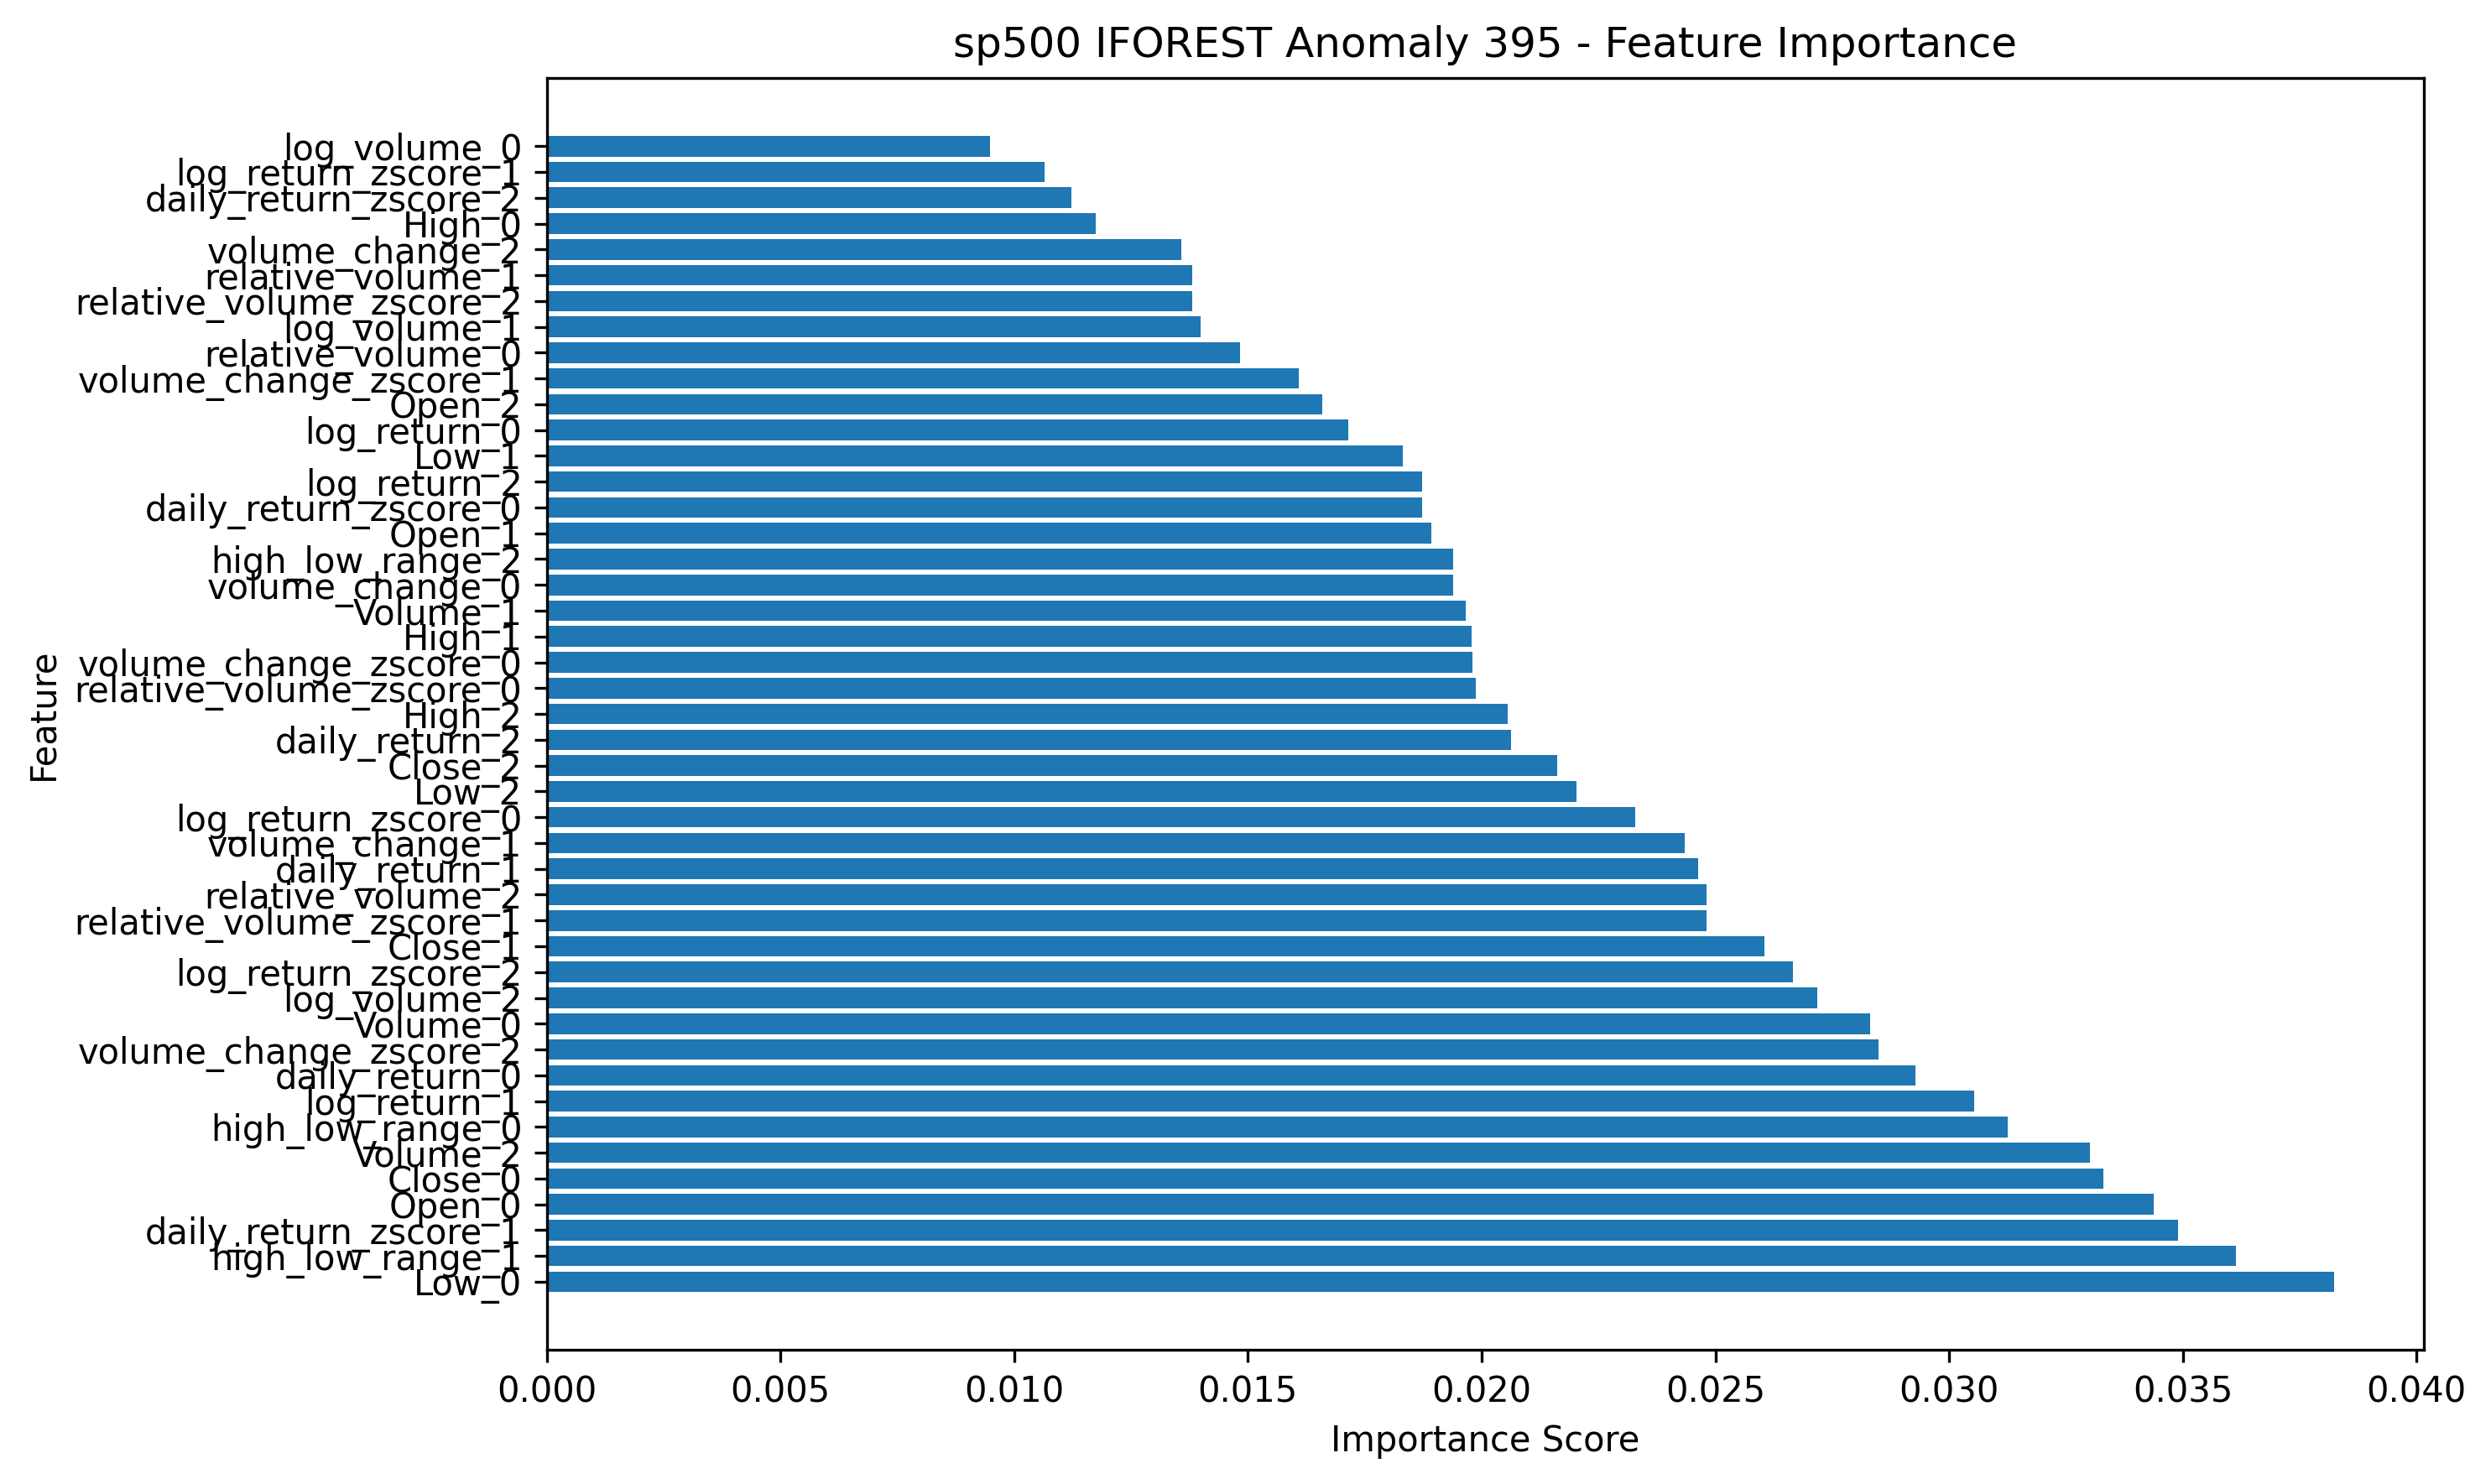 sp500 IFOREST Anomaly 395 - Feature Importance
log_volume_0
log_return_zscore_1
daily_return_zscore_2
High_0
volume_change_2
relative_volume_1
relative_volume_zscore_2
log_volume_1
relative_volume_0
volume_change_zscore_1
Open_2
log_return_0
Low_1
log_return_2
daily_return_zscore_0
Open_1
high_low_range_2
volume_change_0
Volume_1
High_1
volume_change_zscore_0
relative_volume_zscore_0
High_2
daily_return_2
Close_2
Low_2
log_return_zscore_0
volume_change_1
daily_return_1
relative_volume_2
relative_volume_zscore_1
Close_1
log_return_zscore_2
log_volume_2
Volume_0
volume_change_zscore_2
daily_return_0
log_return_1
high_low_range_0
Volume_2
Close_0
Open_0
daily_return_zscore_1
high_low_range_1
Low_0
Feature
0.000 0.005 0.010 0.015 0.020 0.025 0.030 0.035 0.040
Importance Score